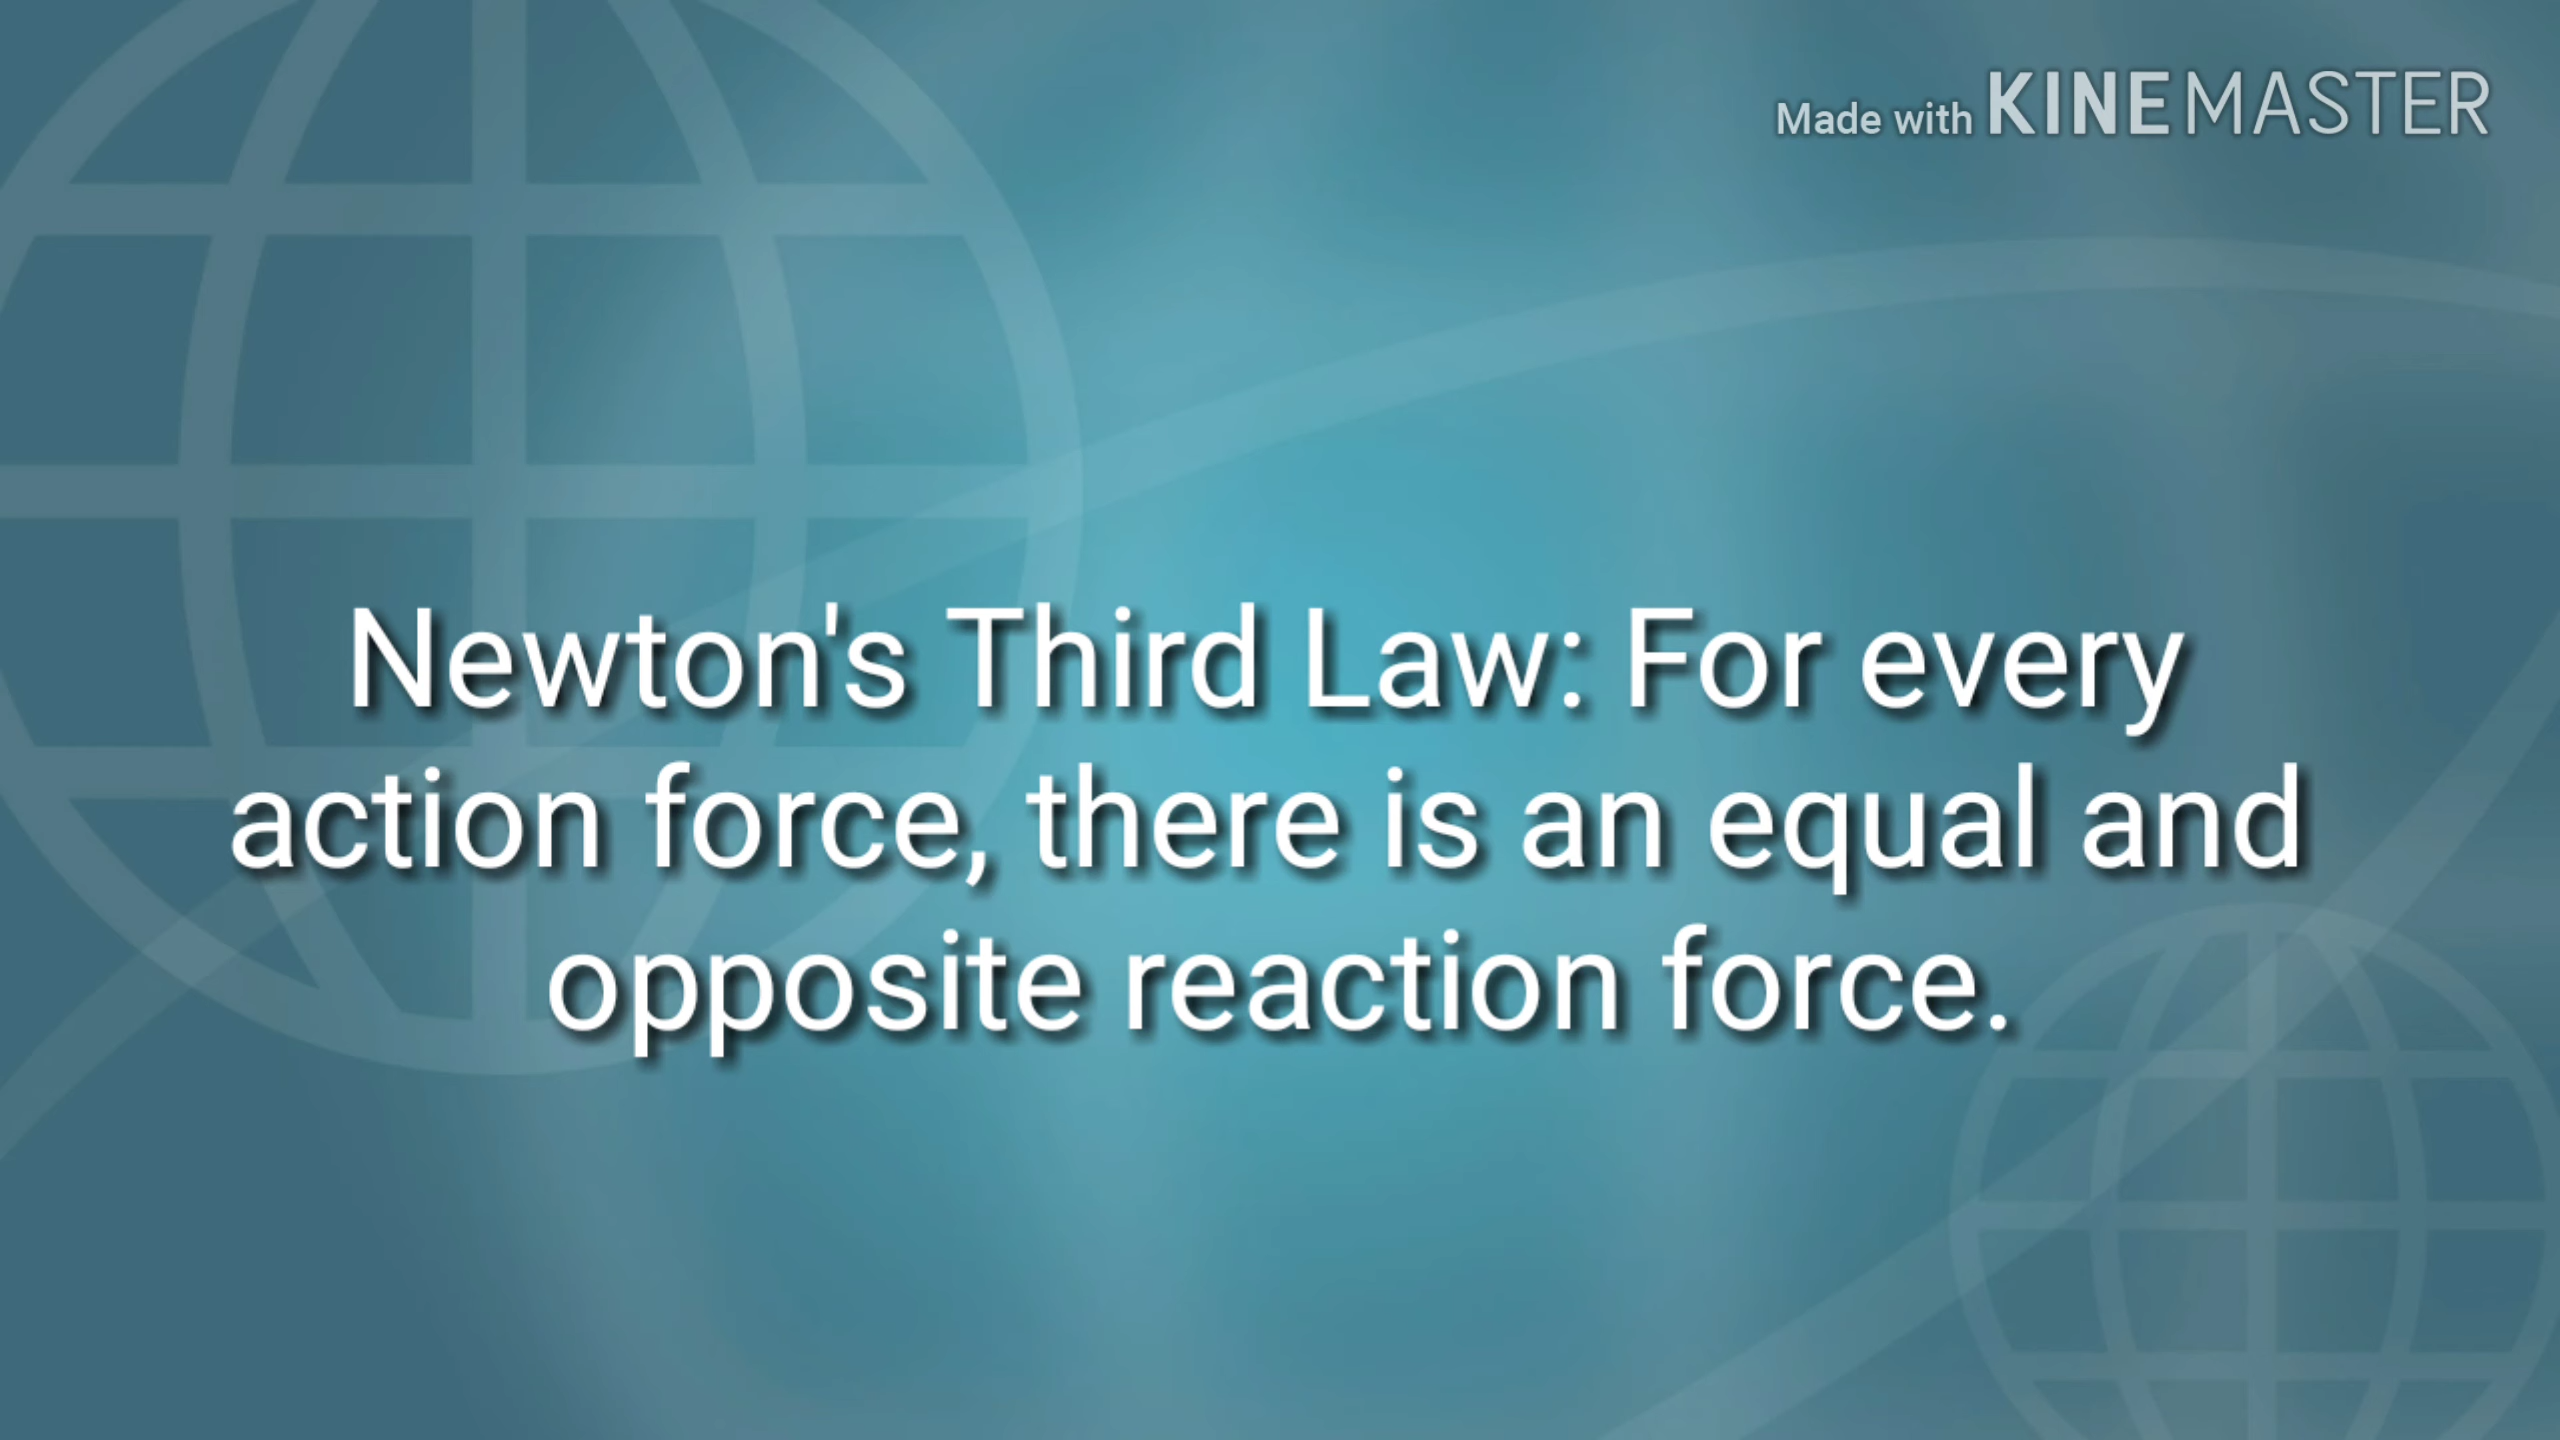 Made with KINEMASTER
Newton's Third Law: For every
action force, there is an equal and
opposite reaction force.